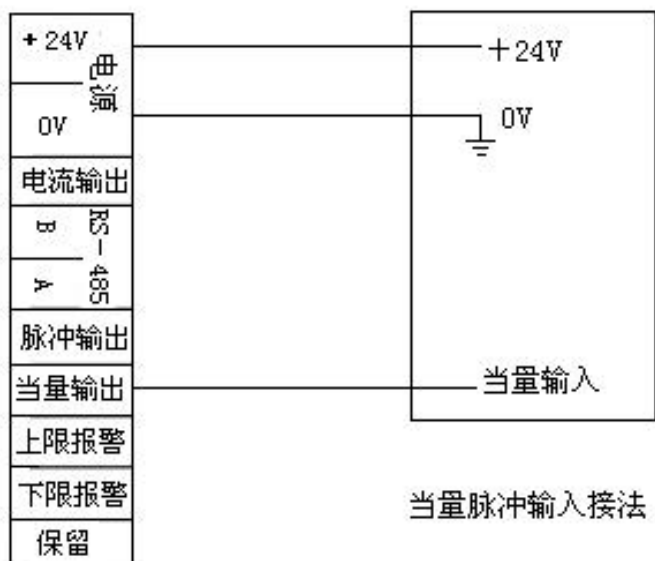 +24V
电源
0V
电流输出
B
RS-485
A
脉冲输出
当量输出
上限报警
下限报警
保留
+24V
0V
当量输入
当量脉冲输入接法